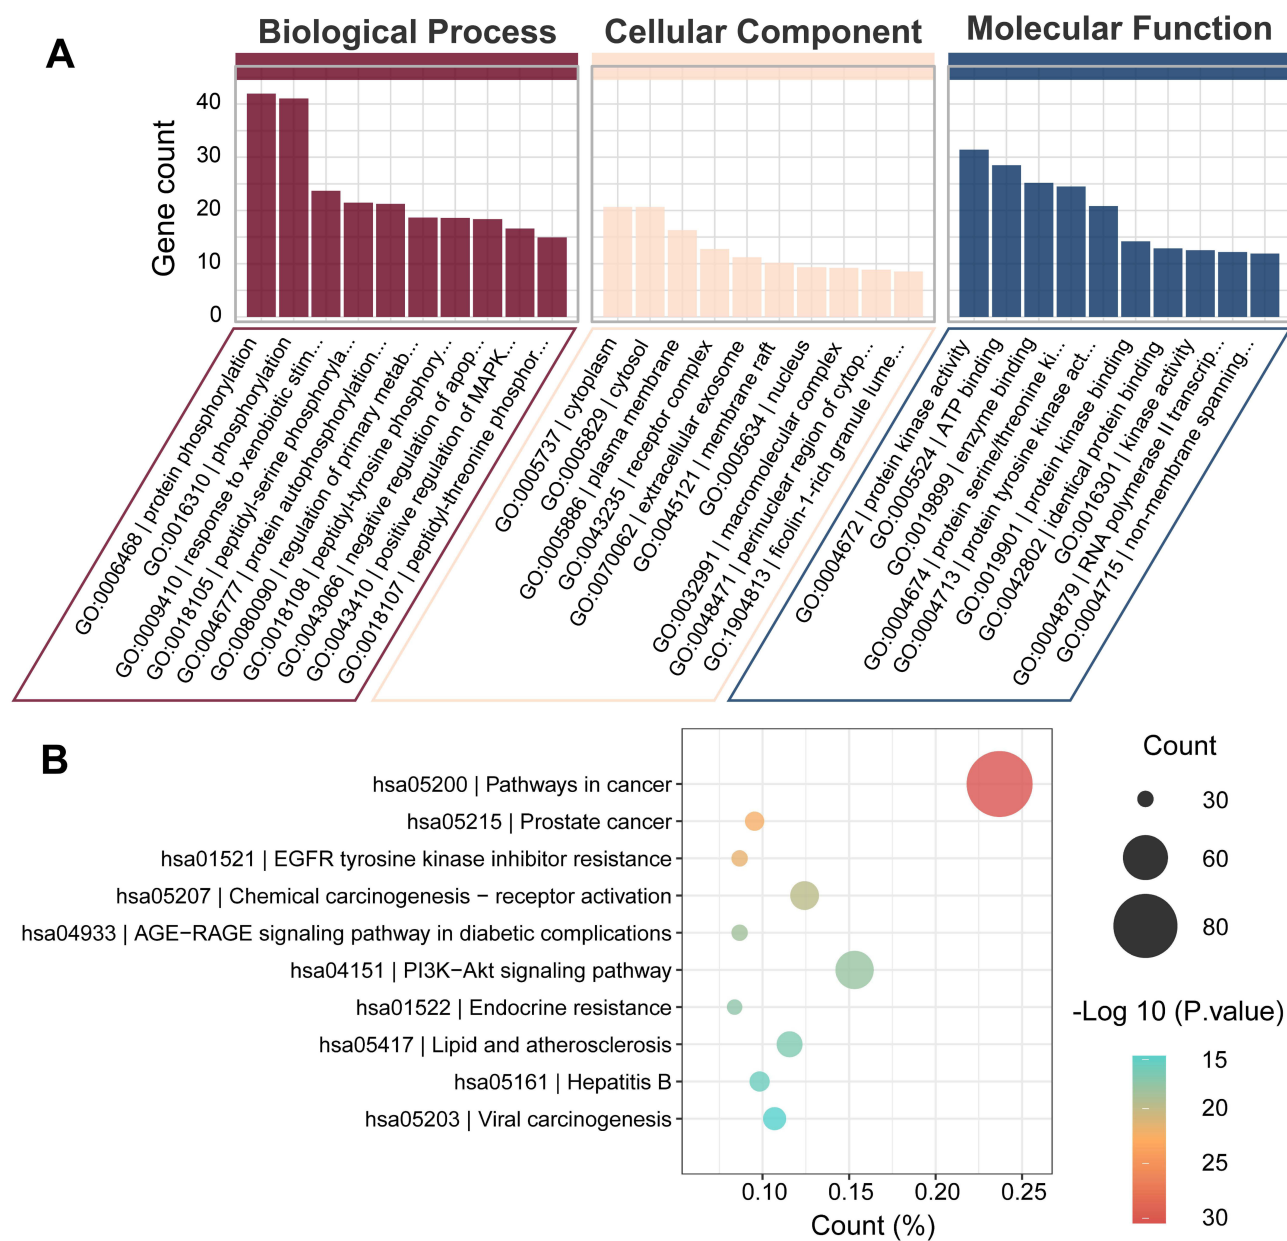 A
Biological Process
Cellular Component
Molecular Function
Gene count
40
30
20
10
0
GO:0006468 | protein phosphorylation
GO:0016310 | phosphorylation
GO:0009410 | response to xenobiotic stim...
GO:0018105 | peptidyl-serine phosphoryla...
GO:0046777 | protein autophosphorylation...
GO:0080090 | regulation of primary metab...
GO:0018108 | peptidyl-tyrosine phosphory...
GO:0043066 | negative regulation of apop...
GO:0043410 | positive regulation of MAPK...
GO:0018107 | peptidyl-threonine phosphor...
GO:0005737 | cytoplasm
GO:0005829 | cytosol
GO:0005886 | plasma membrane
GO:0043235 | receptor complex
GO:0070062 | extracellular exosome
GO:0045121 | membrane raft
GO:0005634 | nucleus
GO:0032991 | macromolecular complex
GO:0048471 | perinuclear region of cytop...
GO:1904813 | ficolin-1-rich granule lume...
GO:0004672 | protein kinase activity
GO:0005524 | ATP binding
GO:0019899 | enzyme binding
GO:0004674 | protein serine/threonine ki...
GO:0004713 | protein tyrosine kinase act...
GO:0019901 | protein kinase binding
GO:0042802 | identical protein binding
GO:0016301 | kinase activity
GO:0004879 | RNA polymerase II transcrip...
GO:0004715 | non-membrane spanning...
B
hsa05200 | Pathways in cancer
hsa05215 | Prostate cancer
hsa01521 | EGFR tyrosine kinase inhibitor resistance
hsa05207 | Chemical carcinogenesis − receptor activation
hsa04933 | AGE−RAGE signaling pathway in diabetic complications
hsa04151 | PI3K−Akt signaling pathway
hsa01522 | Endocrine resistance
hsa05417 | Lipid and atherosclerosis
hsa05161 | Hepatitis B
hsa05203 | Viral carcinogenesis
0.10
0.15
0.20
0.25
Count (%)
Count
30
60
80
-Log 10 (P.value)
15
20
25
30